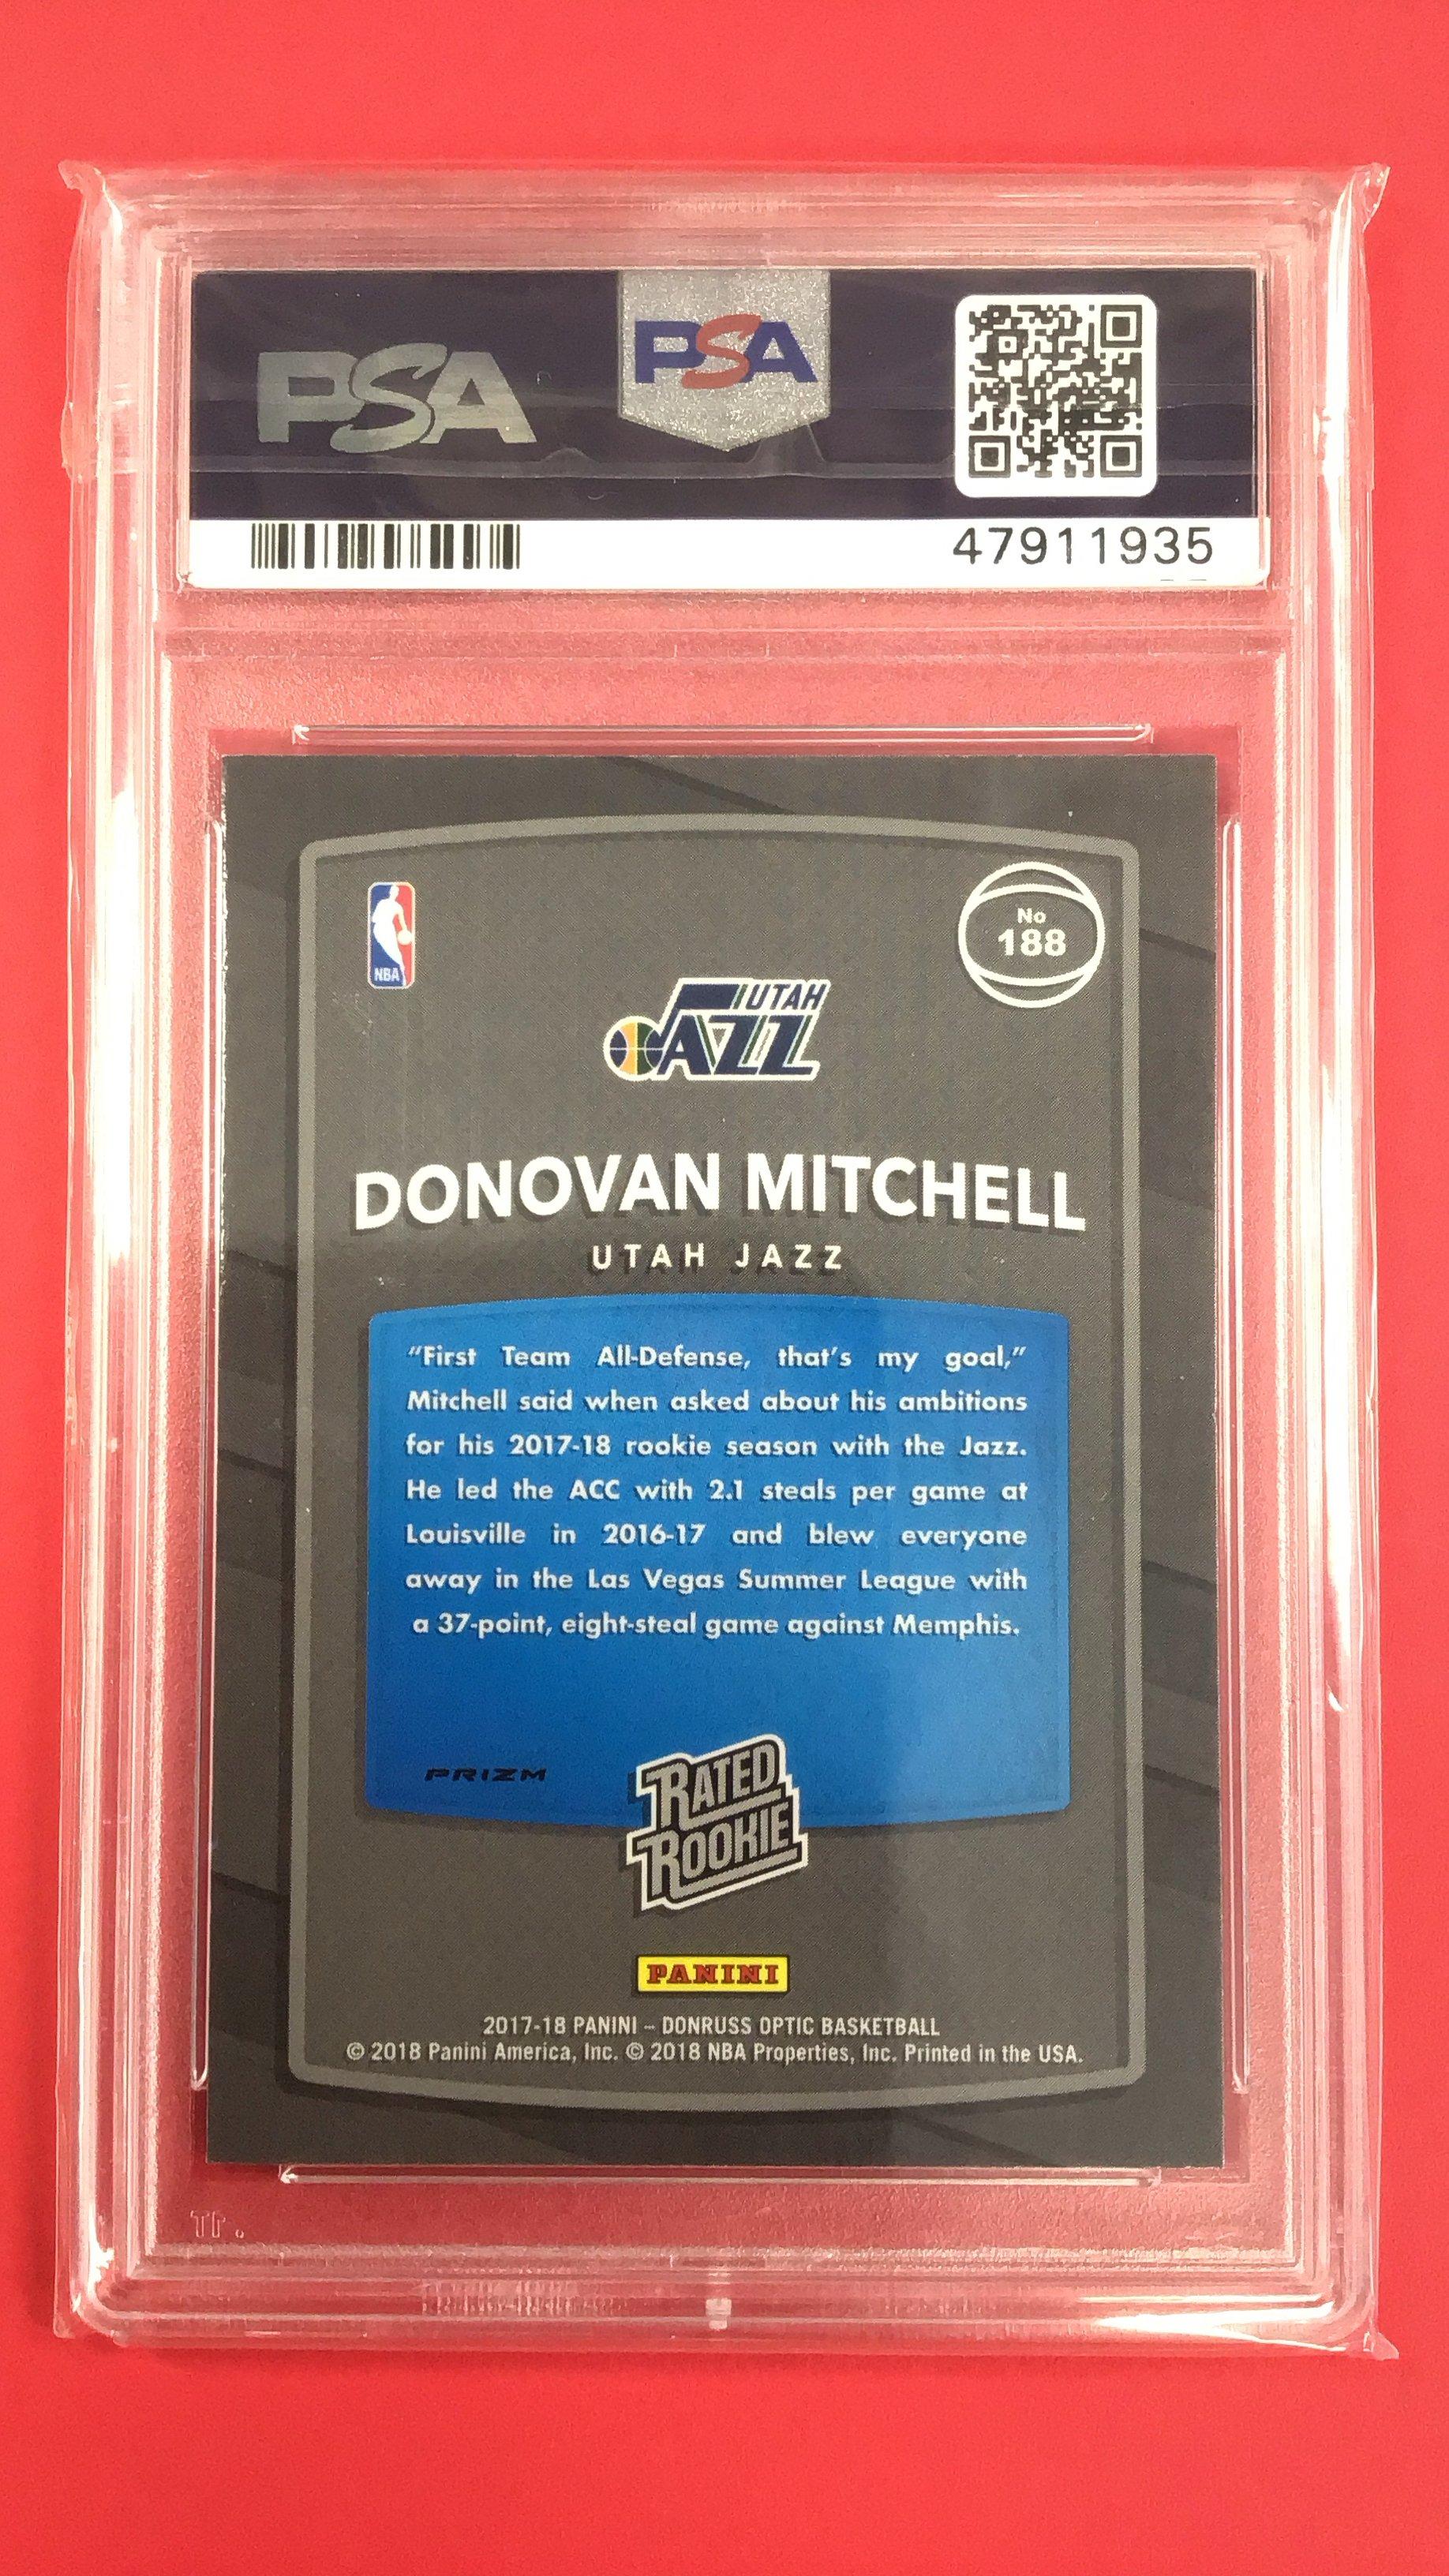 PSA
PSA
47911935
NBA
No
188
UTAH
JAZZ
DONOVAN MITCHELL
UTAH JAZZ
“First Team All-Defense, that's my goal,”
Mitchell said when asked about his ambitions
for his 2017-18 rookie season with the Jazz.
He led the ACC with 2.1 steals per game at
Louisville in 2016-17 and blew everyone
away in the Las Vegas Summer League with
a 37-point, eight-steal game against Memphis.
PRIZM
RATED
ROOKIE
PANINI
2017-18 PANINI – DONRUSS OPTIC BASKETBALL
© 2018 Panini America, Inc. © 2018 NBA Properties, Inc. Printed in the USA.